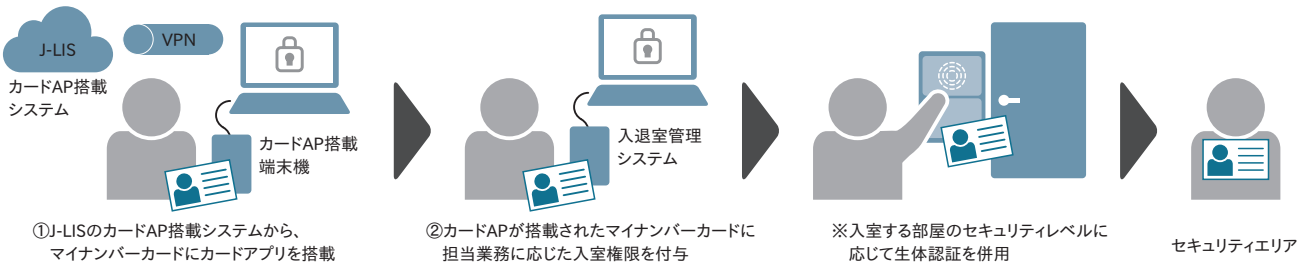 J-LIS
VPN
カードAP搭載
システム
カードAP搭載
端末機
①J-LISのカードAP搭載システムから、
マイナンバーカードにカードアプリを搭載
入退室管理
システム
②カードAPが搭載されたマイナンバーカードに
担当業務に応じた入室権限を付与
※入室する部屋のセキュリティレベルに
応じて生体認証を併用
セキュリティエリア